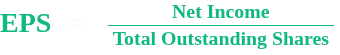 EPS = Net Income
Total Outstanding Shares